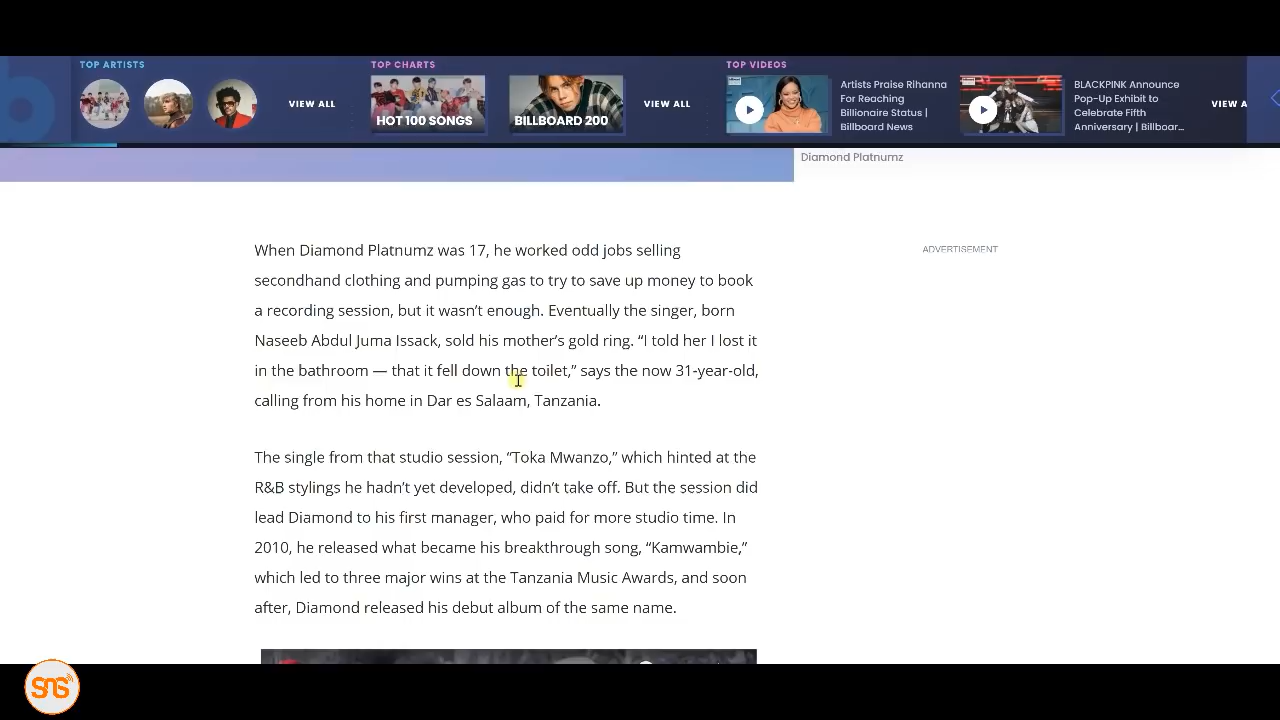 TOP ARTISTS
VIEW ALL
TOP CHARTS
HOT 100 SONGS
BILLBOARD 200
VIEW ALL
TOP VIDEOS
Artists Praise Rihanna
For Reaching
Billionaire Status |
Billboard News
BLACKPINK Announce
Pop-Up Exhibit to
Celebrate Fifth
Anniversary | Billboar...
VIEW A
Diamond Platnumz
When Diamond Platnumz was 17, he worked odd jobs selling
secondhand clothing and pumping gas to try to save up money to book
a recording session, but it wasn’t enough. Eventually the singer, born
Naseeb Abdul Juma Issack, sold his mother’s gold ring. “I told her I lost it
in the bathroom — that it fell down the toilet,” says the now 31-year-old,
calling from his home in Dar es Salaam, Tanzania.
ADVERTISEMENT
The single from that studio session, “Toka Mwanzo,” which hinted at the
R&B stylings he hadn’t yet developed, didn’t take off. But the session did
lead Diamond to his first manager, who paid for more studio time. In
2010, he released what became his breakthrough song, “Kamwambie,”
which led to three major wins at the Tanzania Music Awards, and soon
after, Diamond released his debut album of the same name.
SNS